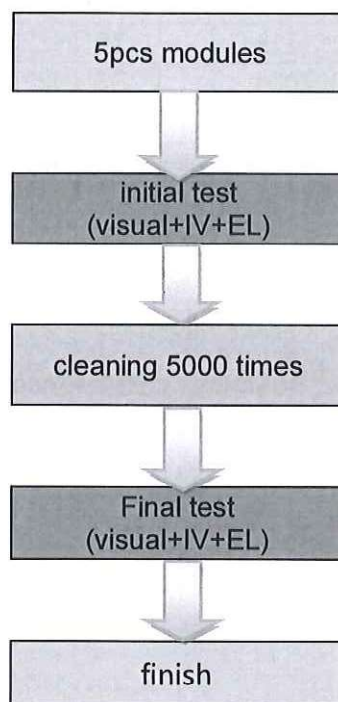 5pcs modules
initial test
(visual+IV+EL)
cleaning 5000 times
Final test
(visual+IV+EL)
finish